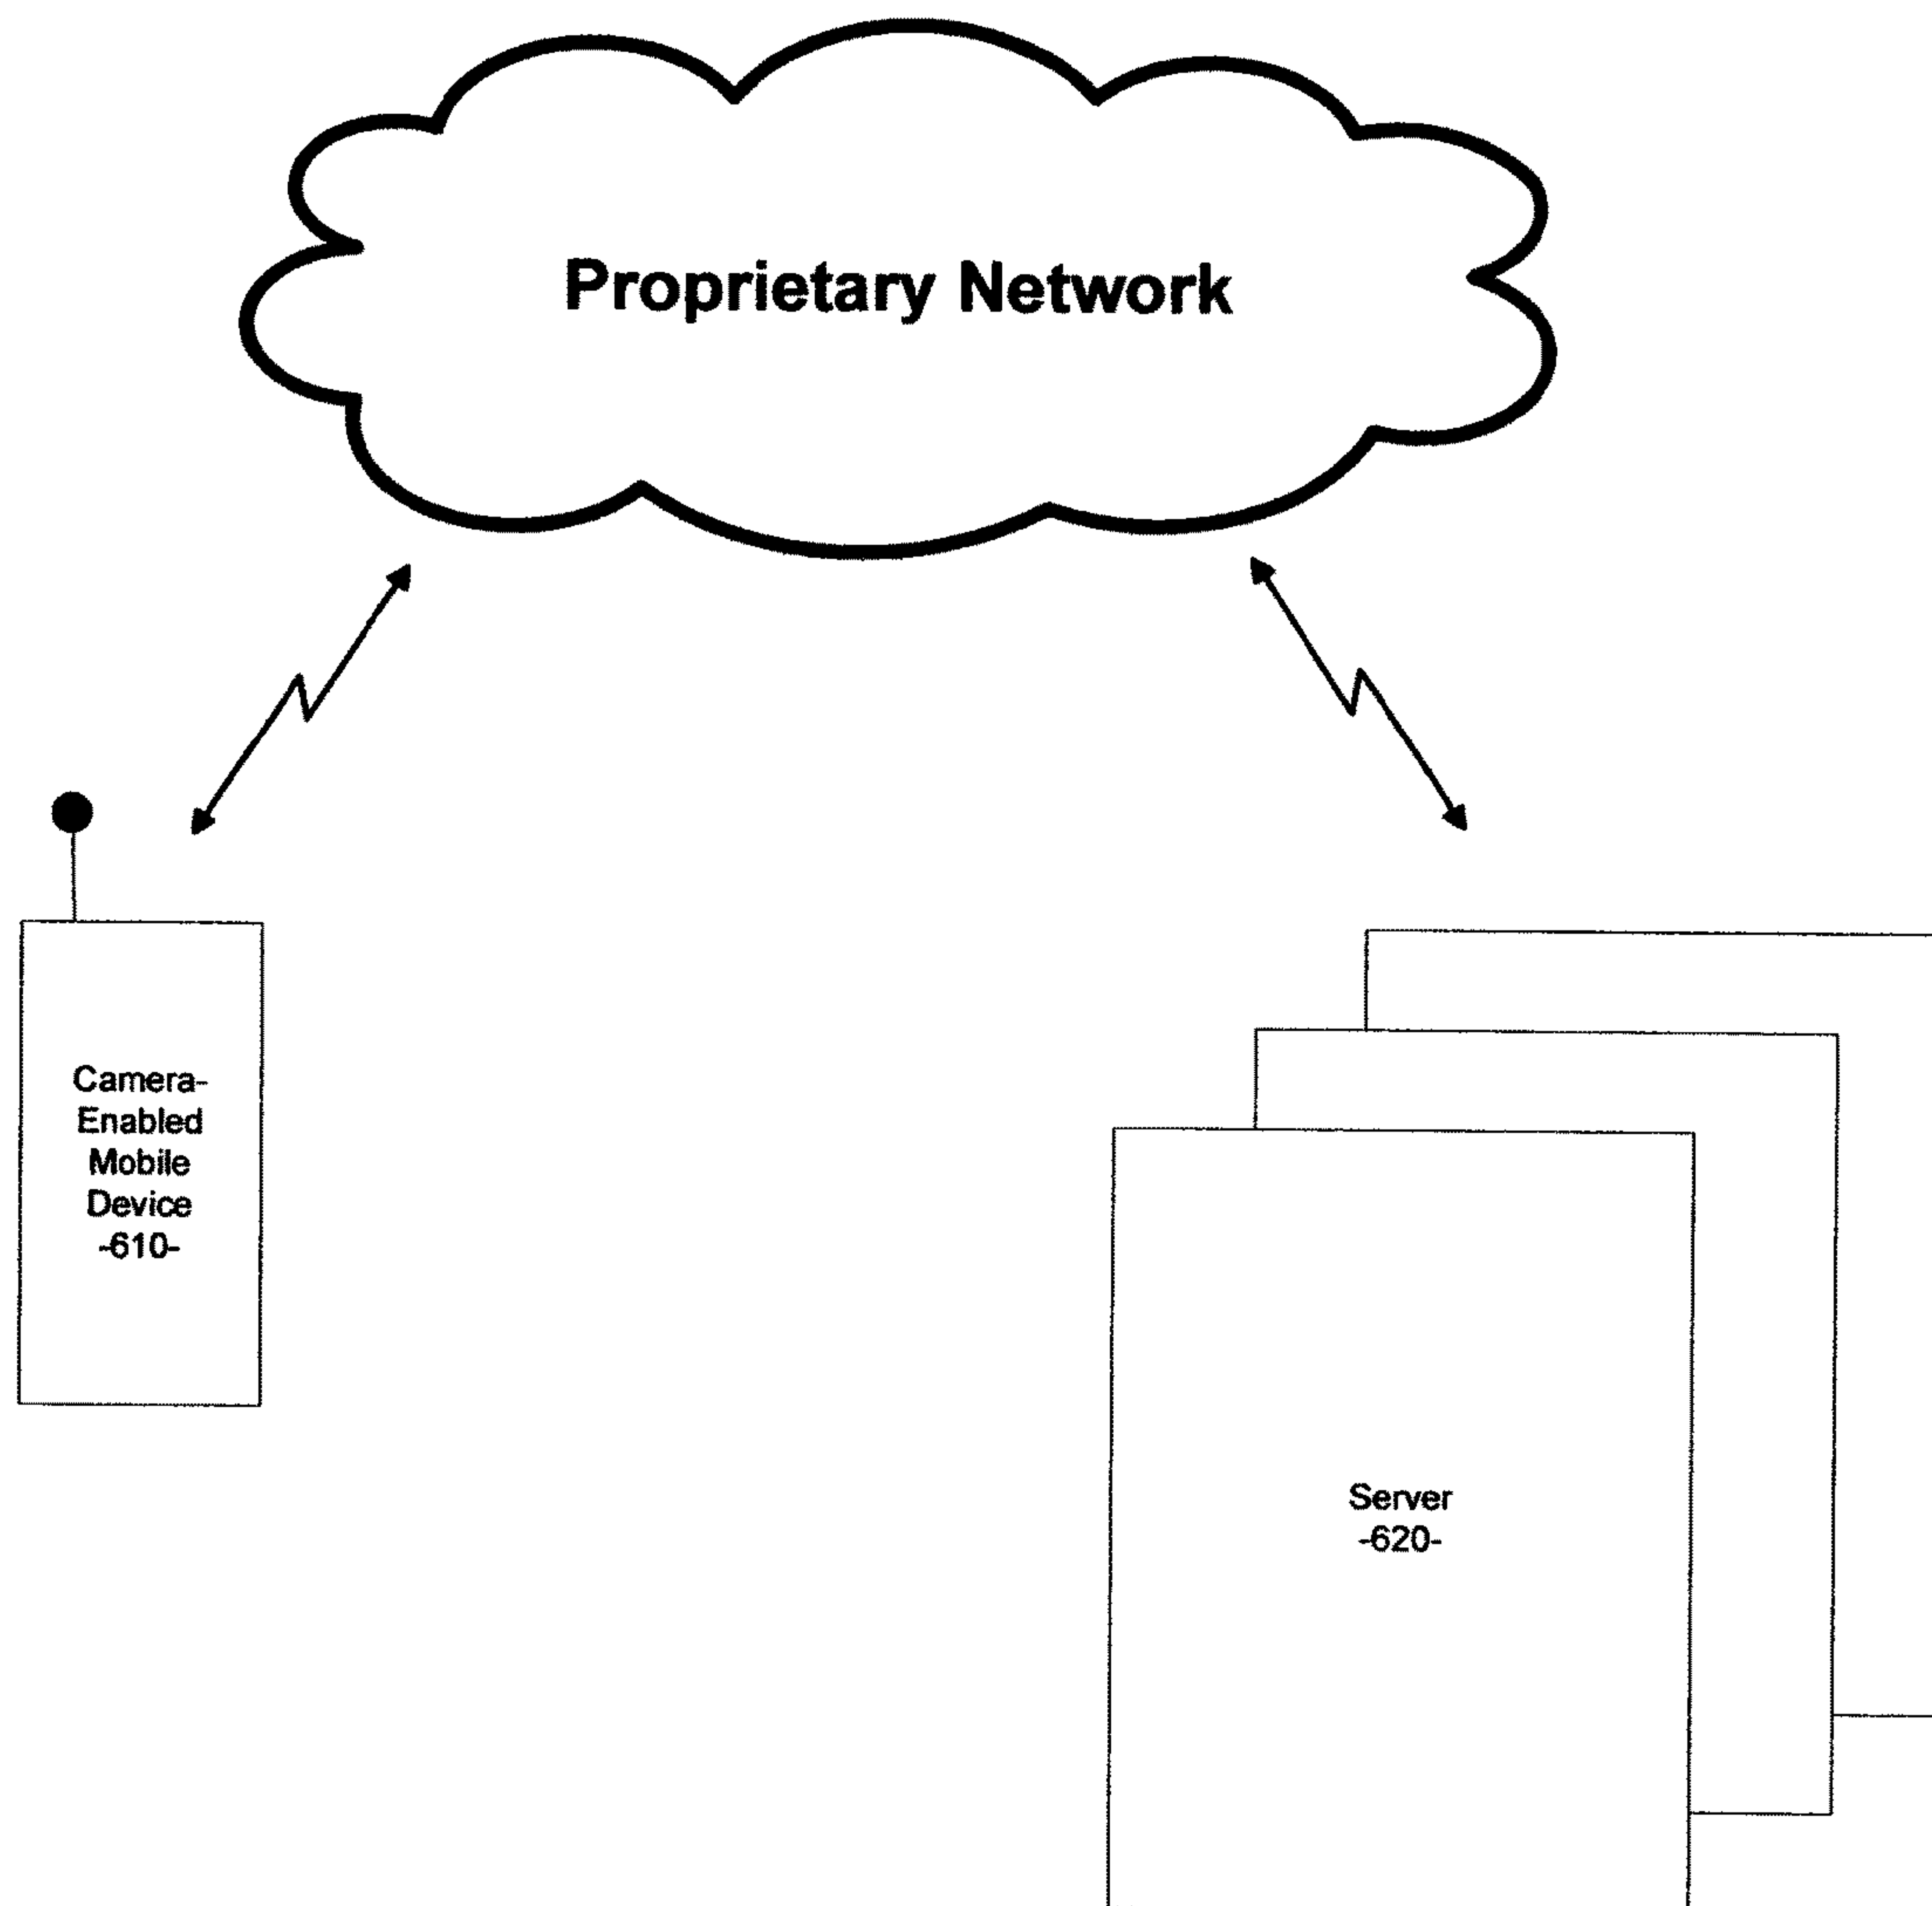 Proprietary Network
Camera-
Enabled
Mobile
Device
-610-
Server
-620-